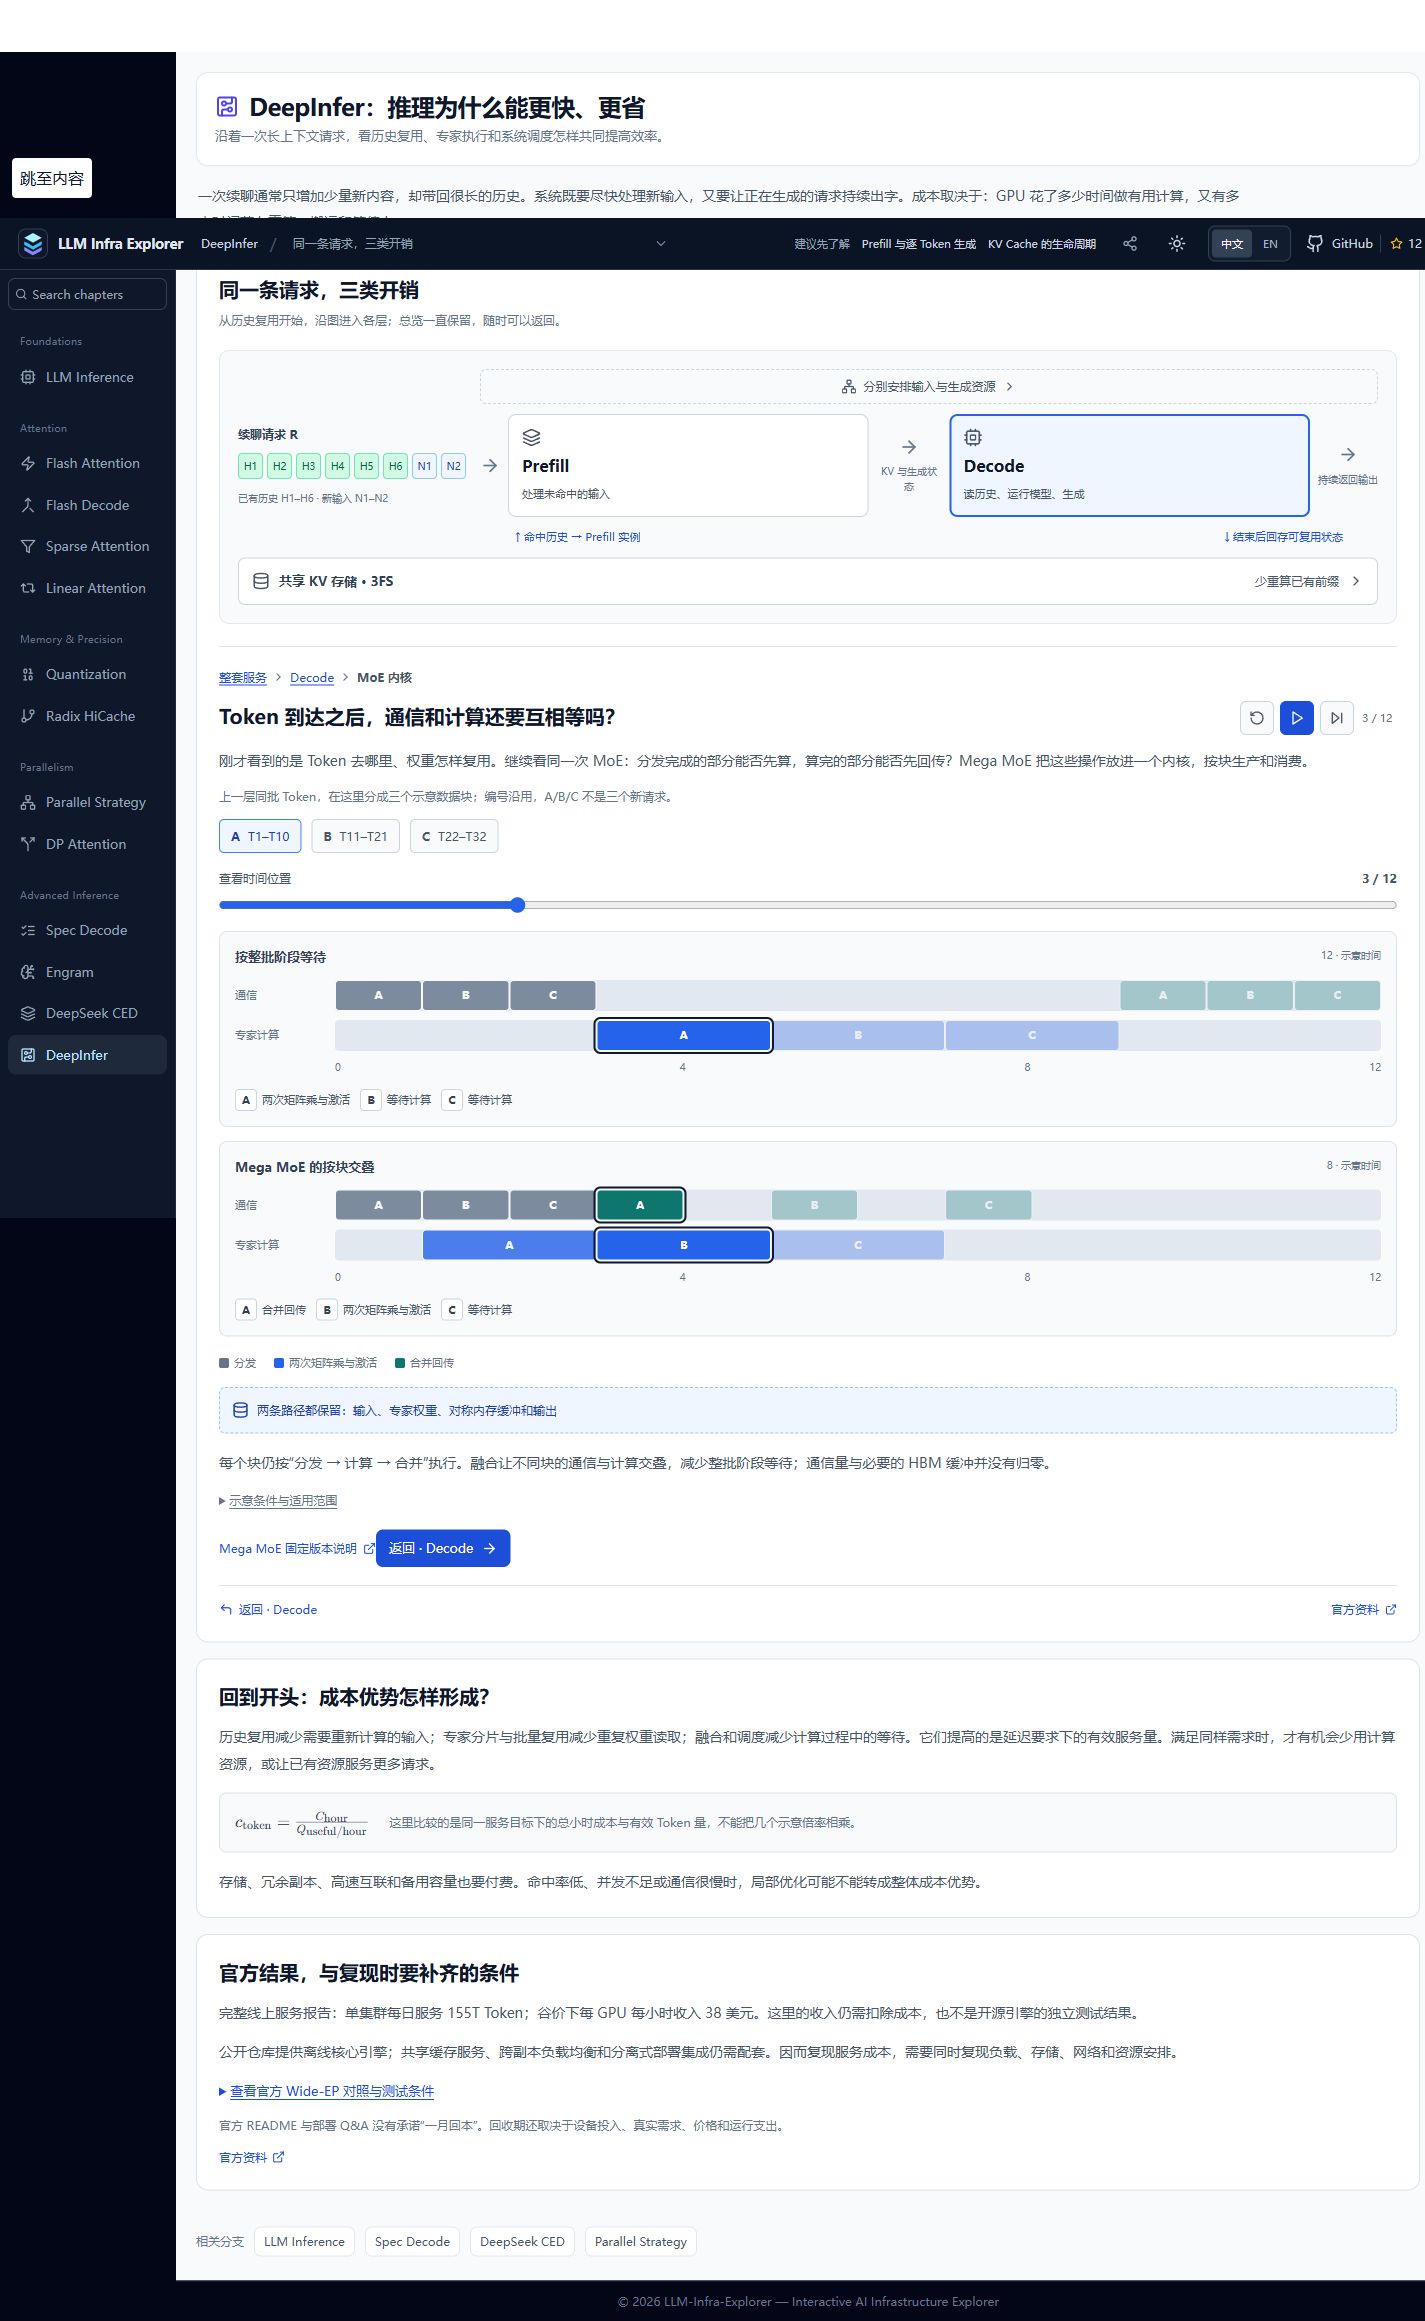 DeepInfer：推理为什么能更快、更省
沿着一次长上下文请求，看历史复用、专家执行和系统调度怎样共同提高效率。
跳至内容
一次续聊通常只增加少量新内容，却带回很长的历史。系统既要尽快处理新输入，又要让正在生成的请求持续出字。成本取决于：GPU 花了多少时间做有用计算，又有多
LLM Infra Explorer
DeepInfer / 同一条请求，三类开销
建议先了解 Prefill 与逐 Token 生成 KV Cache 的生命周期
中文 EN
GitHub
12
Search chapters
Foundations
LLM Inference
Attention
Flash Attention
Flash Decode
Sparse Attention
Linear Attention
Memory & Precision
Quantization
Radix HiCache
Parallelism
Parallel Strategy
DP Attention
Advanced Inference
Spec Decode
Engram
DeepSeek CED
DeepInfer
同一条请求，三类开销
从历史复用开始，沿图进入各层；总览一直保留，随时可以返回。
分别安排输入与生成资源
续聊请求 R
H1 H2 H3 H4 H5 H6 N1 N2
已有历史 H1–H6 · 新输入 N1–N2
Prefill
处理未命中的输入
KV 与生成状
态
Decode
读历史、运行模型、生成
持续返回输出
↑ 命中历史 → Prefill 实例
↓ 结束后回存可复用状态
共享 KV 存储 • 3FS
少重算已有前缀
整套服务 > Decode > MoE 内核
Token 到达之后，通信和计算还要互相等吗？
3 / 12
刚才看到的是 Token 去哪里、权重怎样复用。继续看同一次 MoE：分发完成的部分能否先算，算完的部分能否先回传？Mega MoE 把这些操作放进一个内核，按块生产和消费。
上一层同批 Token，在这里分成三个示意数据块；编号沿用，A/B/C 不是三个新请求。
A T1–T10
B T11–T21
C T22–T32
查看时间位置
3 / 12
按整批阶段等待
12 · 示意时间
通信 A B C A B C
专家计算 A B C
0 4 8 12
A 两次矩阵乘与激活 B 等待计算 C 等待计算
Mega MoE 的按块交叠
8 · 示意时间
通信 A B C A B C
专家计算 A B C
0 4 8 12
A 合并回传 B 两次矩阵乘与激活 C 等待计算
分发 两次矩阵乘与激活 合并回传
两条路径都保留：输入、专家权重、对称内存缓冲和输出
每个块仍按“分发 → 计算 → 合并”执行。融合让不同块的通信与计算交叠，减少整批阶段等待；通信量与必要的 HBM 缓冲并没有归零。
▶ 示意条件与适用范围
Mega MoE 固定版本说明
返回 · Decode →
返回 · Decode
官方资料
回到开头：成本优势怎样形成？
历史复用减少需要重新计算的输入；专家分片与批量复用减少重复权重读取；融合和调度减少计算过程中的等待。它们提高的是延迟要求下的有效服务量。满足同样需求时，才有机会少用计算
资源，或让已有资源服务更多请求。
c_token = C_hour / Q_useful/hour
这里比较的是同一服务目标下的总小时成本与有效 Token 量，不能把几个示意倍率相乘。
存储、冗余副本、高速互联和备用容量也要付费。命中率低、并发不足或通信很慢时，局部优化可能不能转成整体成本优势。
官方结果，与复现时要补齐的条件
完整线上服务报告：单集群每日服务 155T Token；谷价下每 GPU 每小时收入 38 美元。这里的收入仍需扣除成本，也不是开源引擎的独立测试结果。
公开仓库提供离线核心引擎；共享缓存服务、跨副本负载均衡和分离式部署集成仍需配套。因而复现服务成本，需要同时复现负载、存储、网络和资源安排。
▶ 查看官方 Wide-EP 对照与测试条件
官方 README 与部署 Q&A 没有承诺“一月回本”。回收期还取决于设备投入、真实需求、价格和运行支出。
官方资料
相关分支 LLM Inference Spec Decode DeepSeek CED Parallel Strategy
© 2026 LLM-Infra-Explorer — Interactive AI Infrastructure Explorer